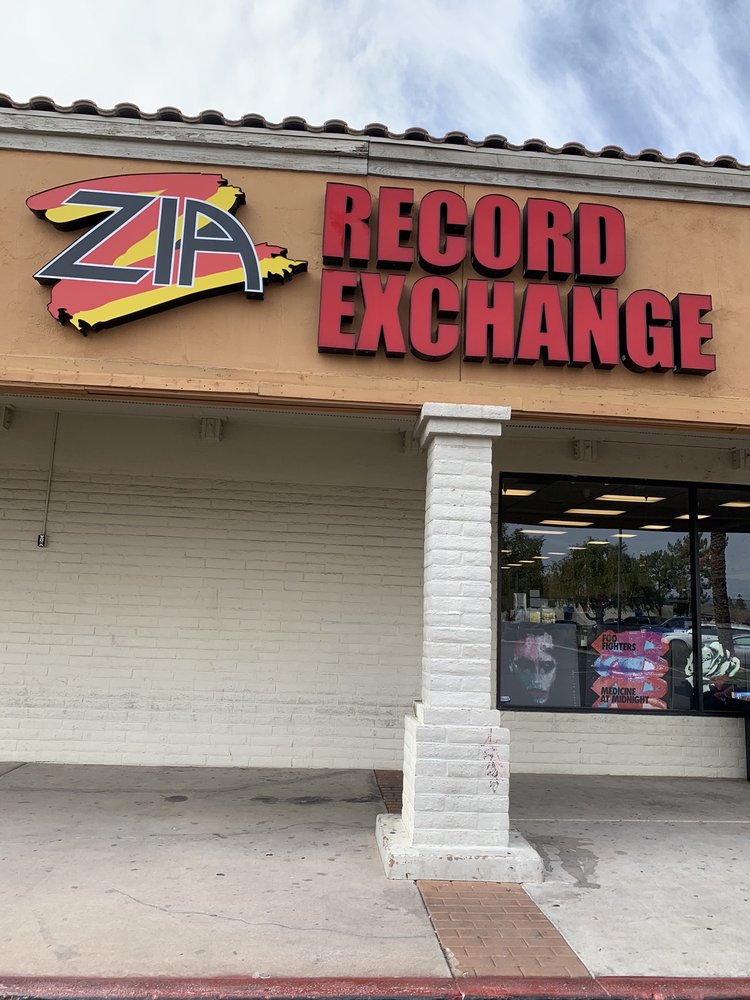 ZIA
RECORD
EXCHANGE
FOO
FIGHTERS
MEDICINE
AT MIDNIGHT